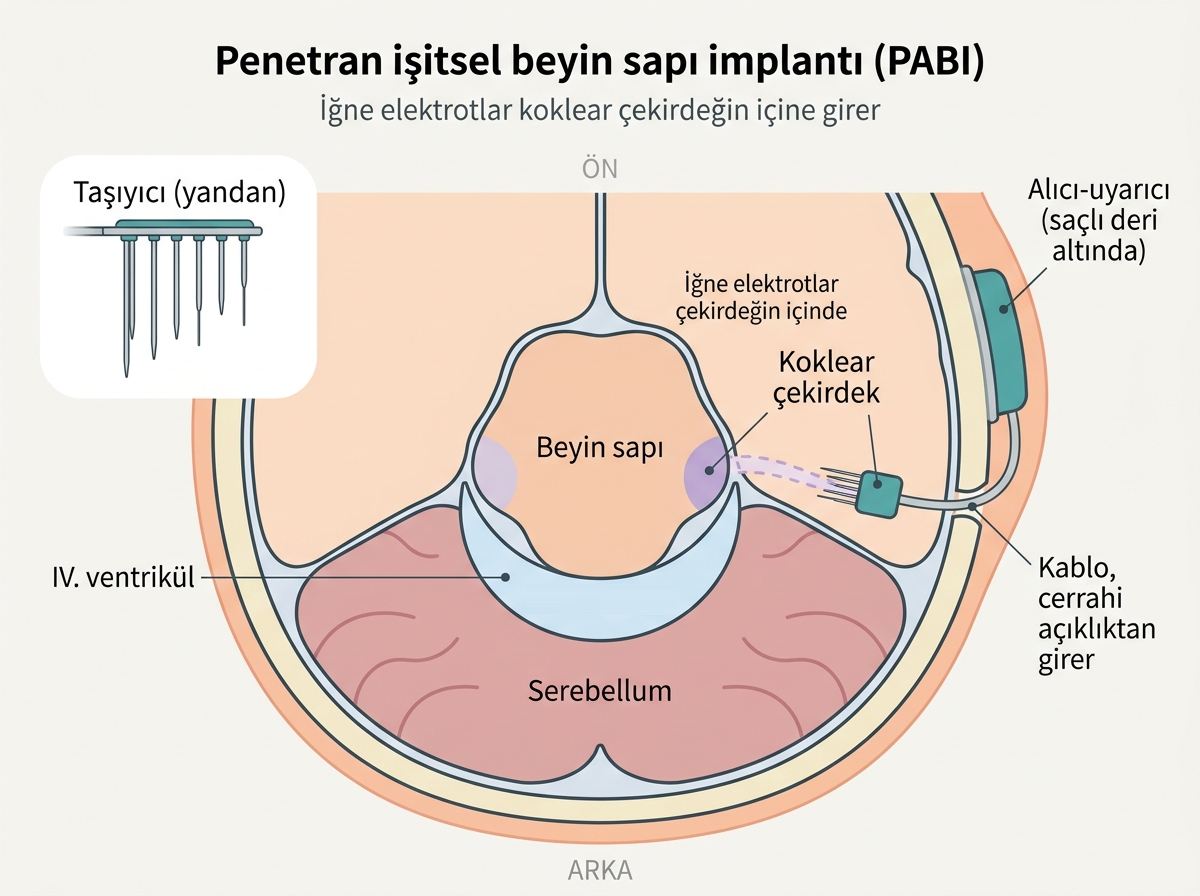 Penetran işitsel beyin sapı implantı (PABI)
İğne elektrotlar koklear çekirdeğin içine girer
ÖN
Taşıyıcı (yandan)
Alıcı-uyarıcı
(saçlı deri
altında)
İğne elektrotlar
çekirdeğin içinde
Koklear
çekirdek
Beyin sapı
IV. ventrikül
Kablo,
cerrahi
açıklıktan
girer
Serebellum
ARKA